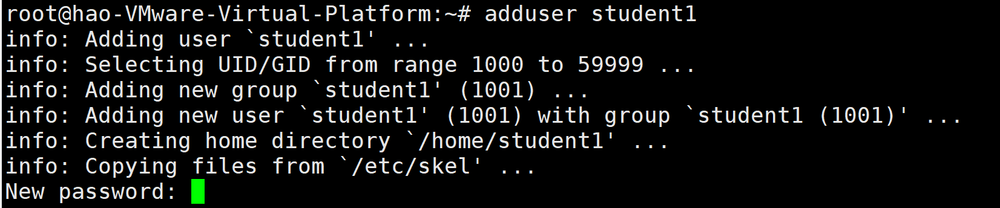 root@hao-VMware-Virtual-Platform:~# adduser student1
info: Adding user `student1' ...
info: Selecting UID/GID from range 1000 to 59999 ...
info: Adding new group `student1' (1001) ...
info: Adding new user `student1' (1001) with group `student1 (1001)' ...
info: Creating home directory `/home/student1' ...
info: Copying files from `/etc/skel' ...
New password: